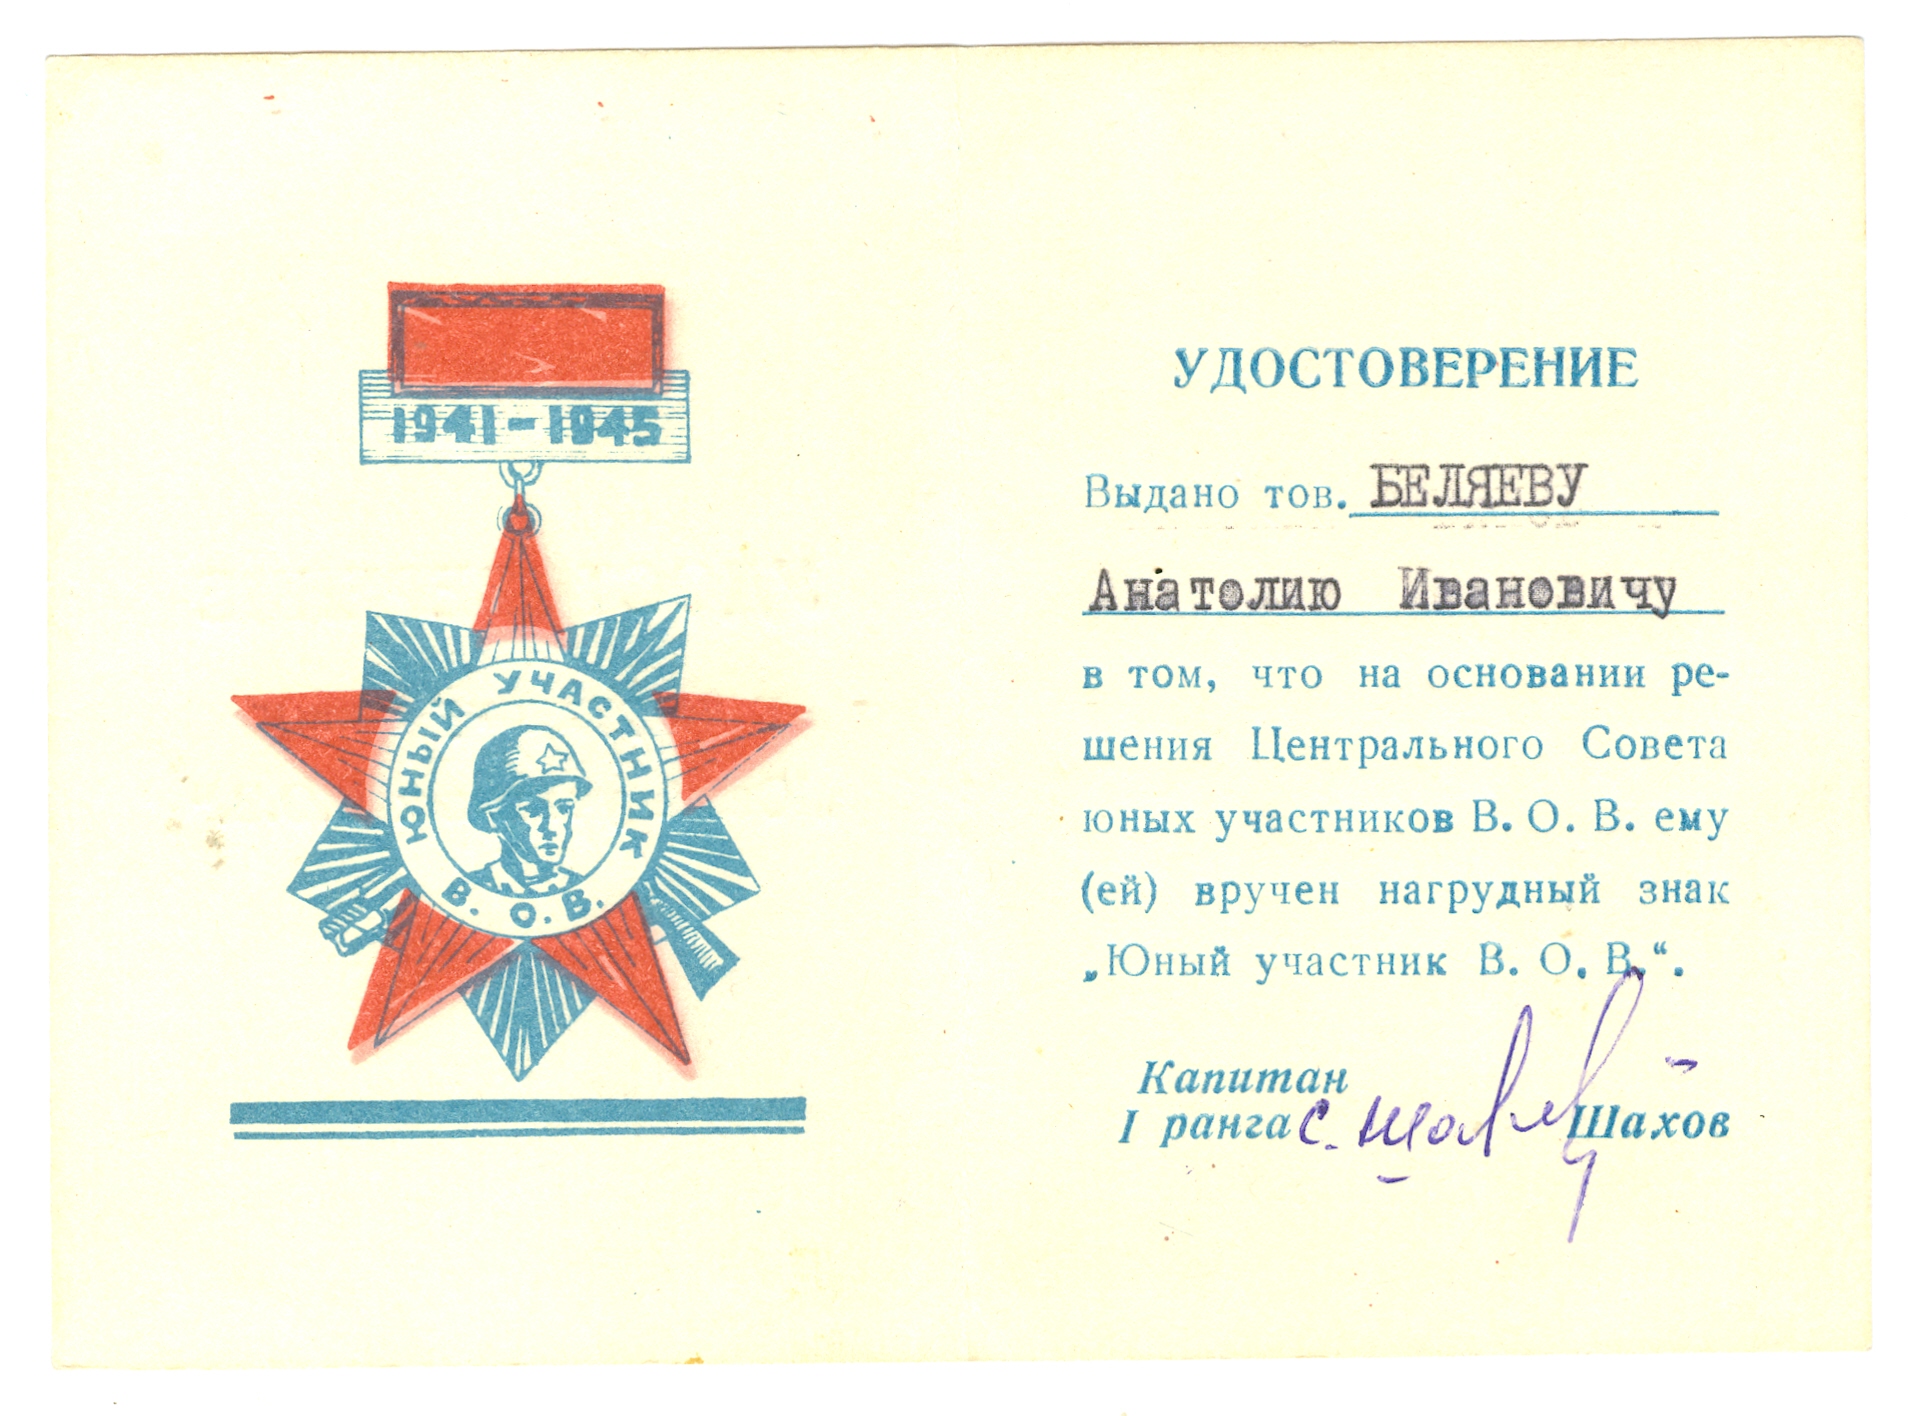 1941-1945
ЮНЫЙ УЧАСТНИК
В. О. В.
УДОСТОВЕРЕНИЕ
Выдано тов. БЕЛЯЕВУ
Анатолию Ивановичу
в том, что на основании ре-
шения Центрального Совета
юных участников В. О. В. ему
(ей) вручен нагрудный знак
„Юный участник В. О. В.“.
Капитан
I ранга Шахов